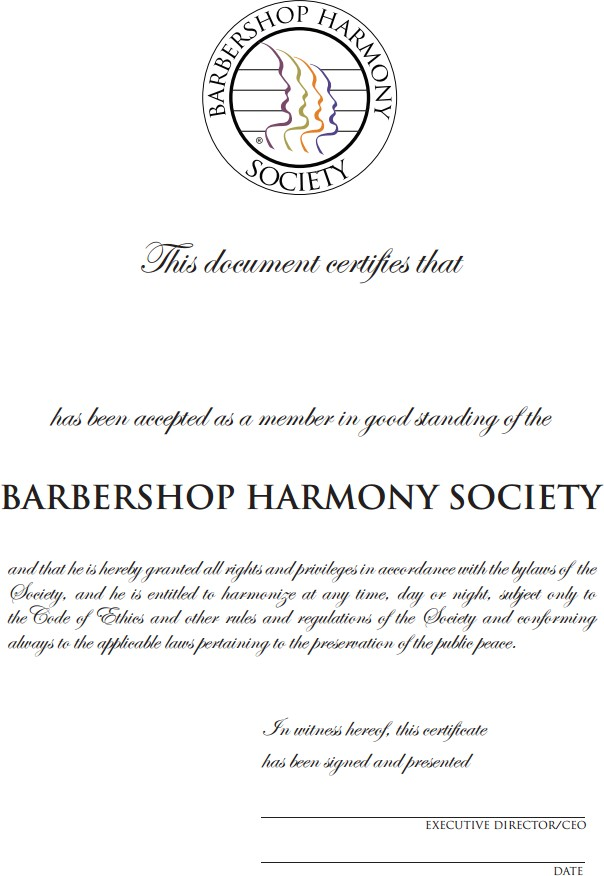 BARBERSHOP HARMONY
SOCIETY
®
This document certifies that
has been accepted as a member in good standing of the
BARBERSHOP HARMONY SOCIETY
and that he is hereby granted all rights and privileges in accordance with the bylaws of the
Society, and he is entitled to harmonize at any time, day or night, subject only to
the Code of Ethics and other rules and regulations of the Society and conforming
always to the applicable laws pertaining to the preservation of the public peace.
In witness hereof, this certificate
has been signed and presented
EXECUTIVE DIRECTOR/CEO
DATE